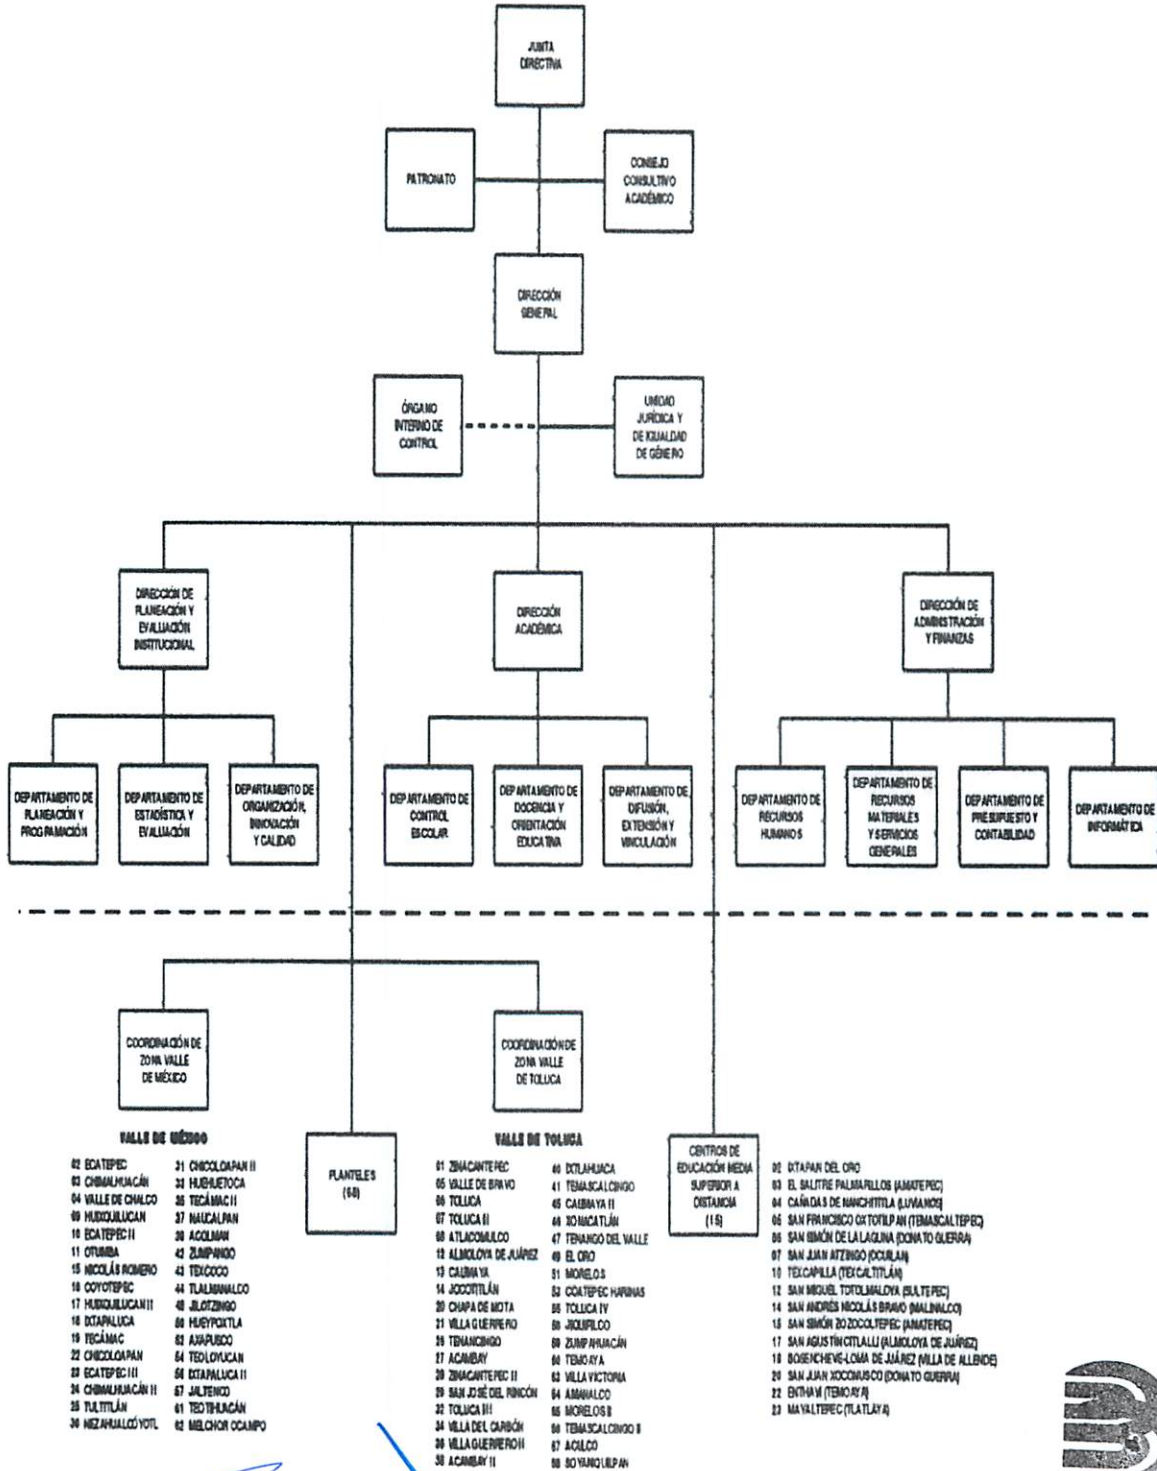 JUNTA
DIRECTIVA
PATRONATO
CONSEJO
CONSULTIVO
ACADÉMICO
DIRECCIÓN
GENERAL
ÓRGANO
INTERNO DE
CONTROL
UNIDAD
JURÍDICA Y
DE IGUALDAD
DE GÉNERO
DIRECCIÓN DE
PLANEACIÓN Y
EVALUACIÓN
INSTITUCIONAL
DIRECCIÓN
ACADÉMICA
DIRECCIÓN DE
ADMINISTRACIÓN
Y FINANZAS
DEPARTAMENTO DE
PLANEACIÓN Y
PROGRAMACIÓN
DEPARTAMENTO DE
ESTADÍSTICA Y
EVALUACIÓN
DEPARTAMENTO DE
ORGANIZACIÓN,
INNOVACIÓN
Y CALIDAD
DEPARTAMENTO DE
CONTROL
ESCOLAR
DEPARTAMENTO DE
DOCENCIA Y
ORIENTACIÓN
EDUCATIVA
DEPARTAMENTO DE
DIFUSIÓN,
EXTENSIÓN Y
VINCULACIÓN
DEPARTAMENTO DE
RECURSOS
HUMANOS
DEPARTAMENTO DE
RECURSOS
MATERIALES
Y SERVICIOS
GENERALES
DEPARTAMENTO DE
PRESUPUESTO Y
CONTABILIDAD
DEPARTAMENTO DE
INFORMÁTICA
COORDINACIÓN DE
ZONA VALLE
DE MÉXICO
COORDINACIÓN DE
ZONA VALLE
DE TOLUCA
VALLE DE MÉXICO
02 ECATEPEC
03 CHIMALHUACÁN
04 VALLE DE CHALCO
09 HUIXQUILUCAN
10 ECATEPEC II
11 OTUMBA
15 NICOLÁS ROMERO
16 COYOTEPEC
17 HUIXQUILUCAN II
18 IXTAPALUCA
19 TECÁMAC
22 CHICOLOAPAN
23 ECATEPEC III
24 CHIMALHUACÁN II
25 TULTITLÁN
30 NEZAHUALCÓYOTL
31 CHICOLOAPAN II
33 HUEHUETOCA
35 TECÁMAC II
37 NAUCALPAN
39 ACOLMAN
42 ZUMPANGO
43 TEXCOCO
44 TLALMANALCO
48 JILOTZINGO
50 HUEYPOXTLA
52 AXAPUSCO
54 TEOLOYUCAN
56 IXTAPALUCA II
57 JALTENCO
61 TEOTIHUACÁN
62 MELCHOR OCAMPO
PLANTELES
(68)
VALLE DE TOLUCA
01 ZINACANTEPEC
05 VALLE DE BRAVO
06 TOLUCA
07 TOLUCA II
08 ATLACOMULCO
12 ALMOLOYA DE JUÁREZ
13 CALIMAYA
14 JOCOTITLÁN
20 CHAPA DE MOTA
21 VILLA GUERRERO
26 TENANCINGO
27 ACAMBAY
28 ZINACANTEPEC II
29 SAN JOSÉ DEL RINCÓN
32 TOLUCA III
34 VILLA DEL CARBÓN
36 VILLA GUERRERO II
38 ACAMBAY II
40 IXTLAHUACA
41 TEMASCALCINGO
45 CALIMAYA II
46 XONACATLÁN
47 TENANGO DEL VALLE
49 EL ORO
51 MORELOS
53 COATEPEC HARINAS
55 TOLUCA IV
58 JIQUIPILCO
59 ZUMPAHUACÁN
60 TEMOAYA
63 VILLA VICTORIA
64 AMANALCO
65 MORELOS II
66 TEMASCALCINGO II
67 ACULCO
68 SOYANIQUILPAN
CENTROS DE
EDUCACIÓN MEDIA
SUPERIOR A
DISTANCIA
(15)
02 IXTAPAN DEL ORO
03 EL SALITRE PALMARILLOS (AMATEPEC)
04 CAÑADAS DE NANCHITITLA (LUVIANOS)
05 SAN FRANCISCO OXTOTILPAN (TEMASCALTEPEC)
06 SAN SIMÓN DE LA LAGUNA (DONATO GUERRA)
07 SAN JUAN ATZINGO (OCUILAN)
10 TEXCAPILLA (TEXCALTITLÁN)
12 SAN MIGUEL TOTOLMALOYA (SULTEPEC)
14 SAN ANDRÉS NICOLÁS BRAVO (MALINALCO)
15 SAN SIMÓN ZOZOCOLTEPEC (AMATEPEC)
17 SAN AGUSTÍN CITLALLI (ALMOLOYA DE JUÁREZ)
18 BOSENCHEVE-LOMA DE JUÁREZ (VILLA DE ALLENDE)
20 SAN JUAN XOCONUSCO (DONATO GUERRA)
22 ENTHAVI (TEMOAYA)
23 MAYALTEPEC (TLATLAYA)